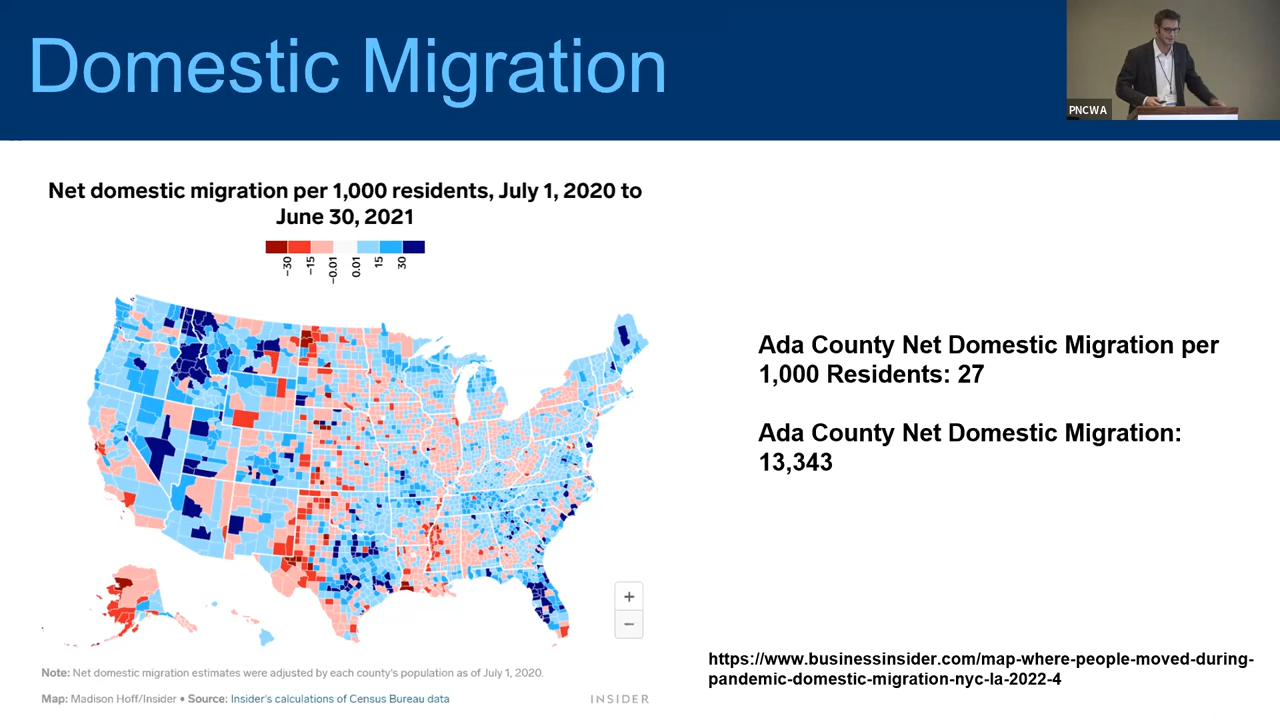 Domestic Migration
PNCWA
Net domestic migration per 1,000 residents, July 1, 2020 to
June 30, 2021
−30
−15
−0.01
0.01
15
30
Ada County Net Domestic Migration per
1,000 Residents: 27
Ada County Net Domestic Migration:
13,343
+
−
Note: Net domestic migration estimates were adjusted by each county's population as of July 1, 2020.
Map: Madison Hoff/Insider • Source: Insider's calculations of Census Bureau data
INSIDER
https://www.businessinsider.com/map-where-people-moved-during-
pandemic-domestic-migration-nyc-la-2022-4